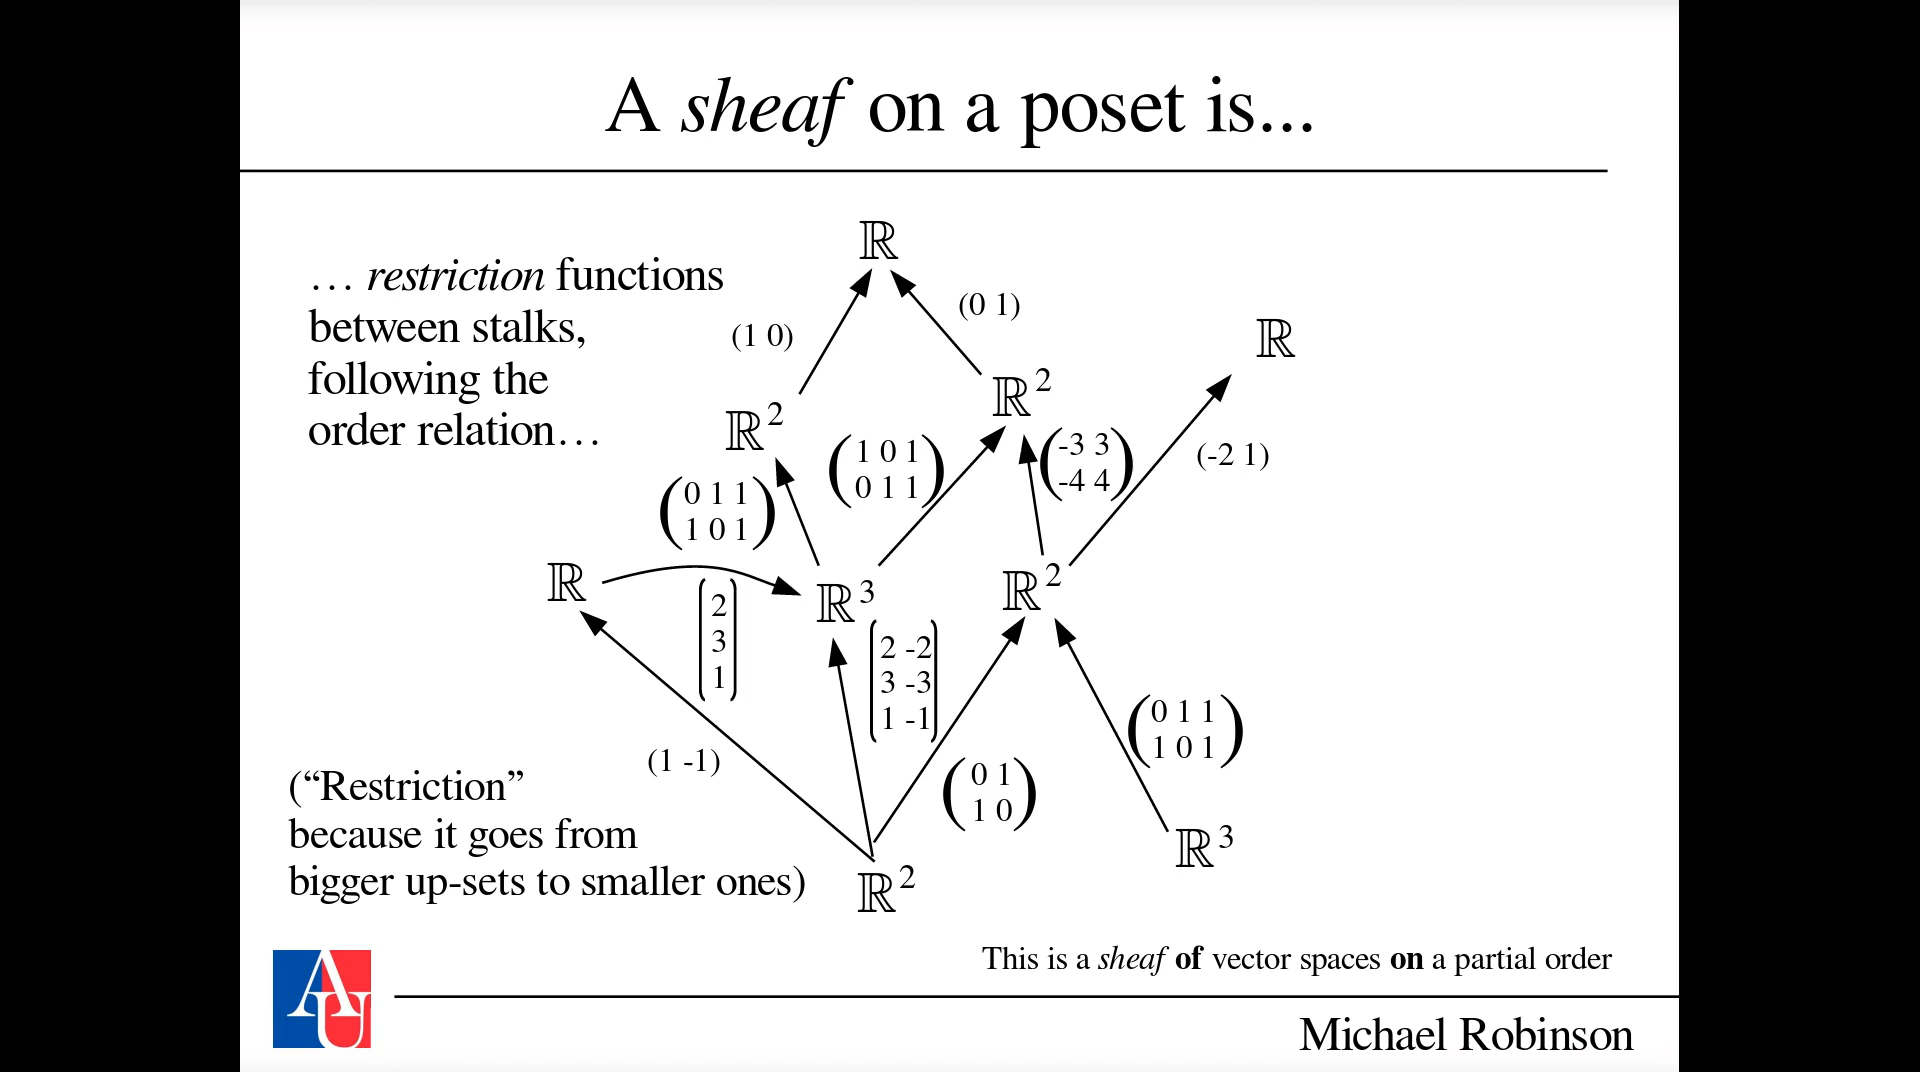 A sheaf on a poset is...
… restriction functions
between stalks,
following the
order relation…
ℝ
(1 0)
(0 1)
ℝ
ℝ²
ℝ²
(1 0 1
0 1 1)
(-3 3
-4 4)
(-2 1)
(0 1 1
1 0 1)
ℝ
ℝ³
ℝ²
(2
3
1)
(2 -2
3 -3
1 -1)
(0 1 1
1 0 1)
(1 -1)
(0 1
1 0)
ℝ²
ℝ³
(“Restriction”
because it goes from
bigger up-sets to smaller ones)
This is a sheaf of vector spaces on a partial order
AU
Michael Robinson